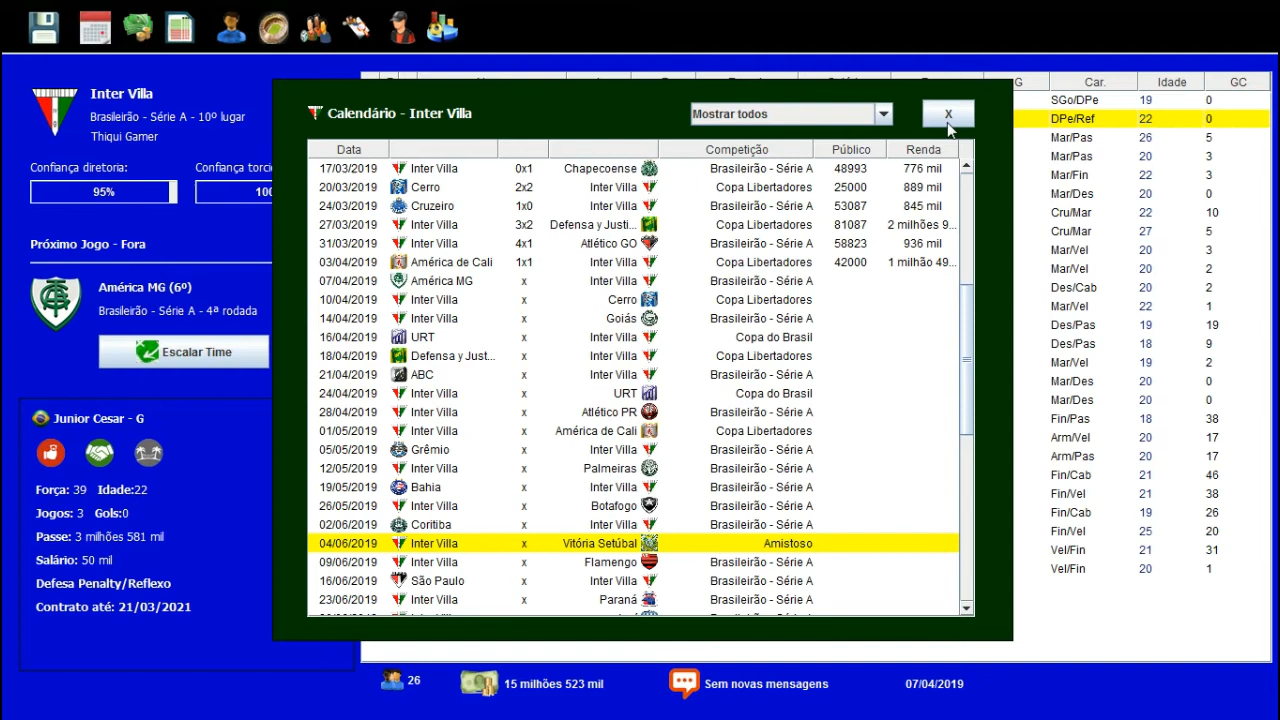 Inter Villa
Brasileirão - Série A - 10º lugar
Thiqui Gamer
Confiança diretoria:
95%
Próximo Jogo - Fora
América MG (6º)
Brasileirão - Série A - 4ª rodada
Escalar Time
Junior Cesar - G
Força: 39 Idade:22
Jogos: 3 Gols:0
Passe: 3 milhões 581 mil
Salário: 50 mil
Defesa Penalty/Reflexo
Contrato até: 21/03/2021
Calendário - Inter Villa Mostrar todos X
Data Competição Público Renda
17/03/2019 Inter Villa 0x1 Chapecoense Brasileirão - Série A 48993 776 mil
20/03/2019 Cerro 2x2 Inter Villa Copa Libertadores 25000 889 mil
24/03/2019 Cruzeiro 1x0 Inter Villa Brasileirão - Série A 53087 845 mil
27/03/2019 Inter Villa 3x2 Defensa y Justi... Copa Libertadores 81087 2 milhões 9...
31/03/2019 Inter Villa 4x1 Atlético GO Brasileirão - Série A 58823 936 mil
03/04/2019 América de Cali 1x1 Inter Villa Copa Libertadores 42000 1 milhão 49...
07/04/2019 América MG x Inter Villa Brasileirão - Série A
10/04/2019 Inter Villa x Cerro Copa Libertadores
14/04/2019 Inter Villa x Goiás Brasileirão - Série A
16/04/2019 URT x Inter Villa Copa do Brasil
18/04/2019 Defensa y Just... x Inter Villa Copa Libertadores
21/04/2019 ABC x Inter Villa Brasileirão - Série A
24/04/2019 Inter Villa x URT Copa do Brasil
28/04/2019 Inter Villa x Atlético PR Brasileirão - Série A
01/05/2019 Inter Villa x América de Cali Copa Libertadores
05/05/2019 Grêmio x Inter Villa Brasileirão - Série A
12/05/2019 Inter Villa x Palmeiras Brasileirão - Série A
19/05/2019 Bahia x Inter Villa Brasileirão - Série A
26/05/2019 Inter Villa x Botafogo Brasileirão - Série A
02/06/2019 Coritiba x Inter Villa Brasileirão - Série A
04/06/2019 Inter Villa x Vitória Setúbal Amistoso
09/06/2019 Inter Villa x Flamengo Brasileirão - Série A
16/06/2019 São Paulo x Inter Villa Brasileirão - Série A
23/06/2019 Inter Villa x Paraná Brasileirão - Série A
G Car. Idade GC
SGo/DPe 19 0
DPe/Ref 22 0
Mar/Pas 26 5
Mar/Pas 20 3
Mar/Fin 22 3
Mar/Des 20 0
Cru/Mar 22 10
Cru/Mar 27 5
Mar/Vel 20 3
Mar/Vel 20 2
Des/Cab 20 2
Mar/Vel 22 1
Des/Pas 19 19
Des/Pas 18 9
Mar/Vel 19 2
Mar/Des 20 0
Mar/Des 20 0
Fin/Pas 18 38
Arm/Vel 20 17
Arm/Pas 20 17
Fin/Cab 21 46
Fin/Vel 21 38
Fin/Cab 19 26
Fin/Vel 25 20
Vel/Fin 21 31
Vel/Fin 20 1
26 15 milhões 523 mil Sem novas mensagens 07/04/2019